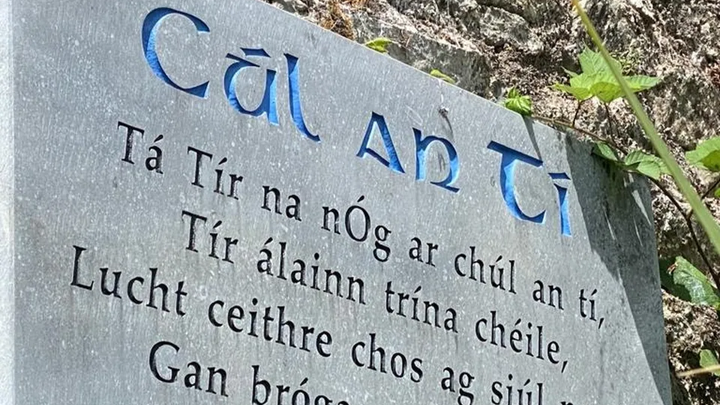 Cúl an Tí
Tá Tír na nÓg ar chúl an tí,
Tír álainn trína chéile,
Lucht ceithre chos ag siúl
Gan bróga